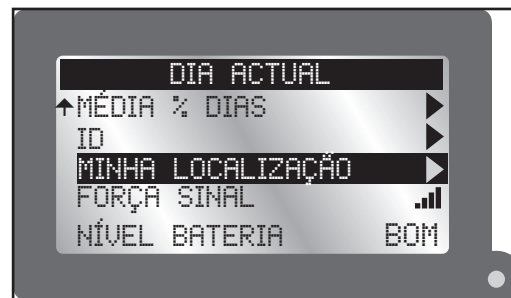 DIA ACTUAL
MÉDIA % DIAS
ID
MINHA LOCALIZAÇÃO
FORÇA SINAL
NÍVEL BATERIA BOM